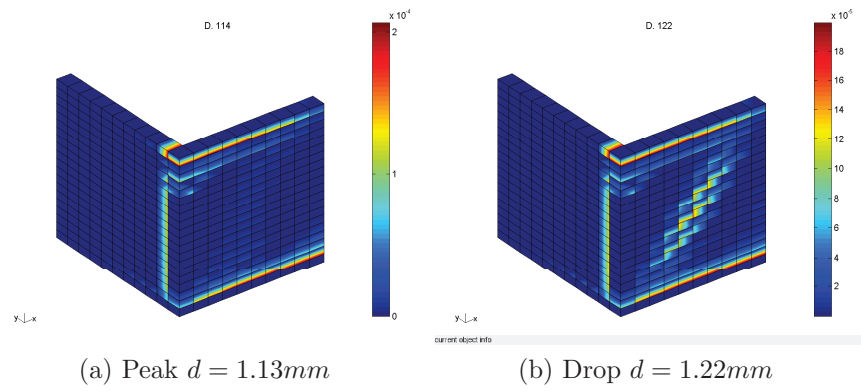 D. 114
x 10⁻⁴
2
1
0
y
x
(a) Peak d = 1.13mm
D. 122
x 10⁻⁵
18
16
14
12
10
8
6
4
2
0
y
x
current object info
(b) Drop d = 1.22mm